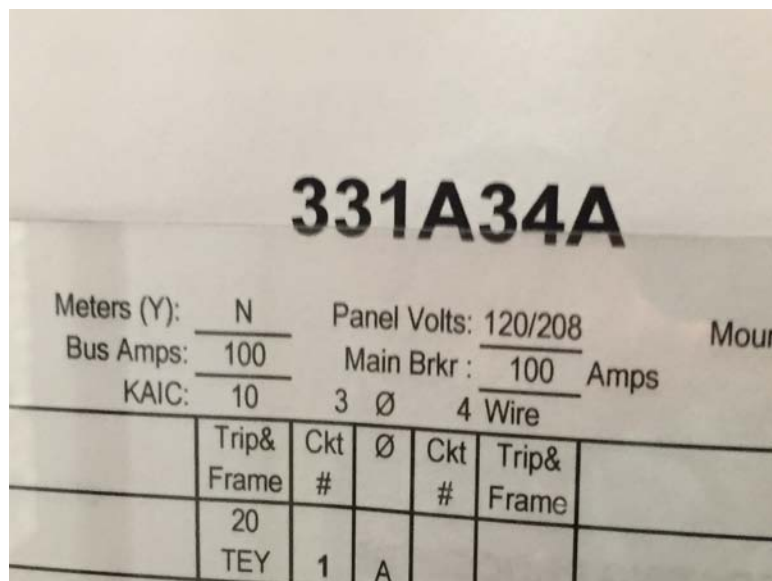 331A34A
Meters (Y): N Panel Volts: 120/208
Bus Amps: 100 Main Brkr : 100 Amps
KAIC: 10 3 Ø 4 Wire
Trip& Ckt Ø Ckt Trip&
Frame # # Frame
20
TEY 1 A